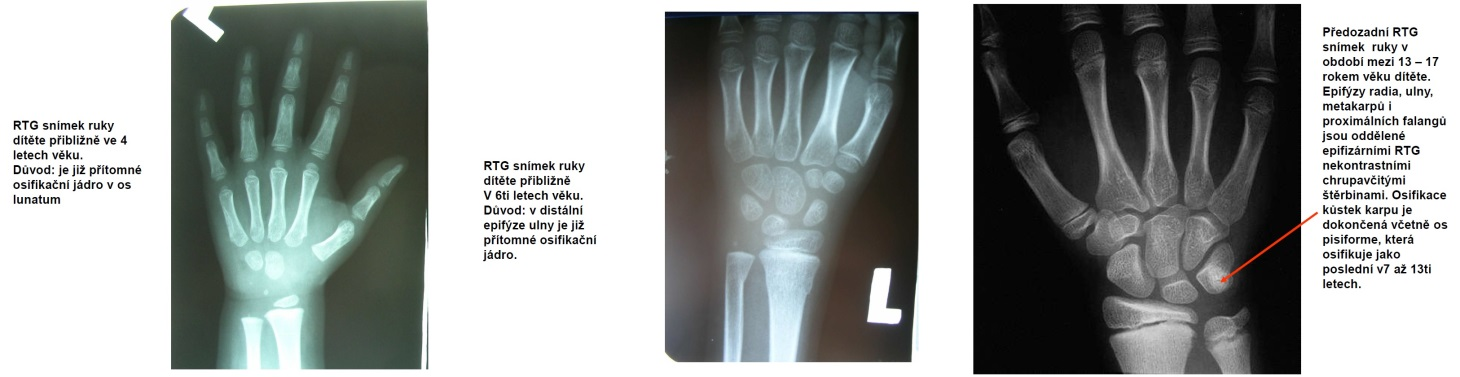 RTG snímek ruky
dítěte přibližně ve 4
letech věku.
Důvod: je již přítomné
osifikační jádro v os
lunatum
L
RTG snímek ruky
dítěte přibližně
V 6ti letech věku.
Důvod: v distální
epifýze ulny je již
přítomné osifikační
jádro.
L
Předozadní RTG
snímek ruky v
období mezi 13 – 17
rokem věku dítěte.
Epifýzy radia, ulny,
metakarpů i
proximálních falangů
jsou oddělené
epifizárními RTG
nekontrastními
chrupavčitými
štěrbinami. Osifikace
kůstek karpu je
dokončená včetně os
pisiforme, která
osifikuje jako
poslední v7 až 13ti
letech.